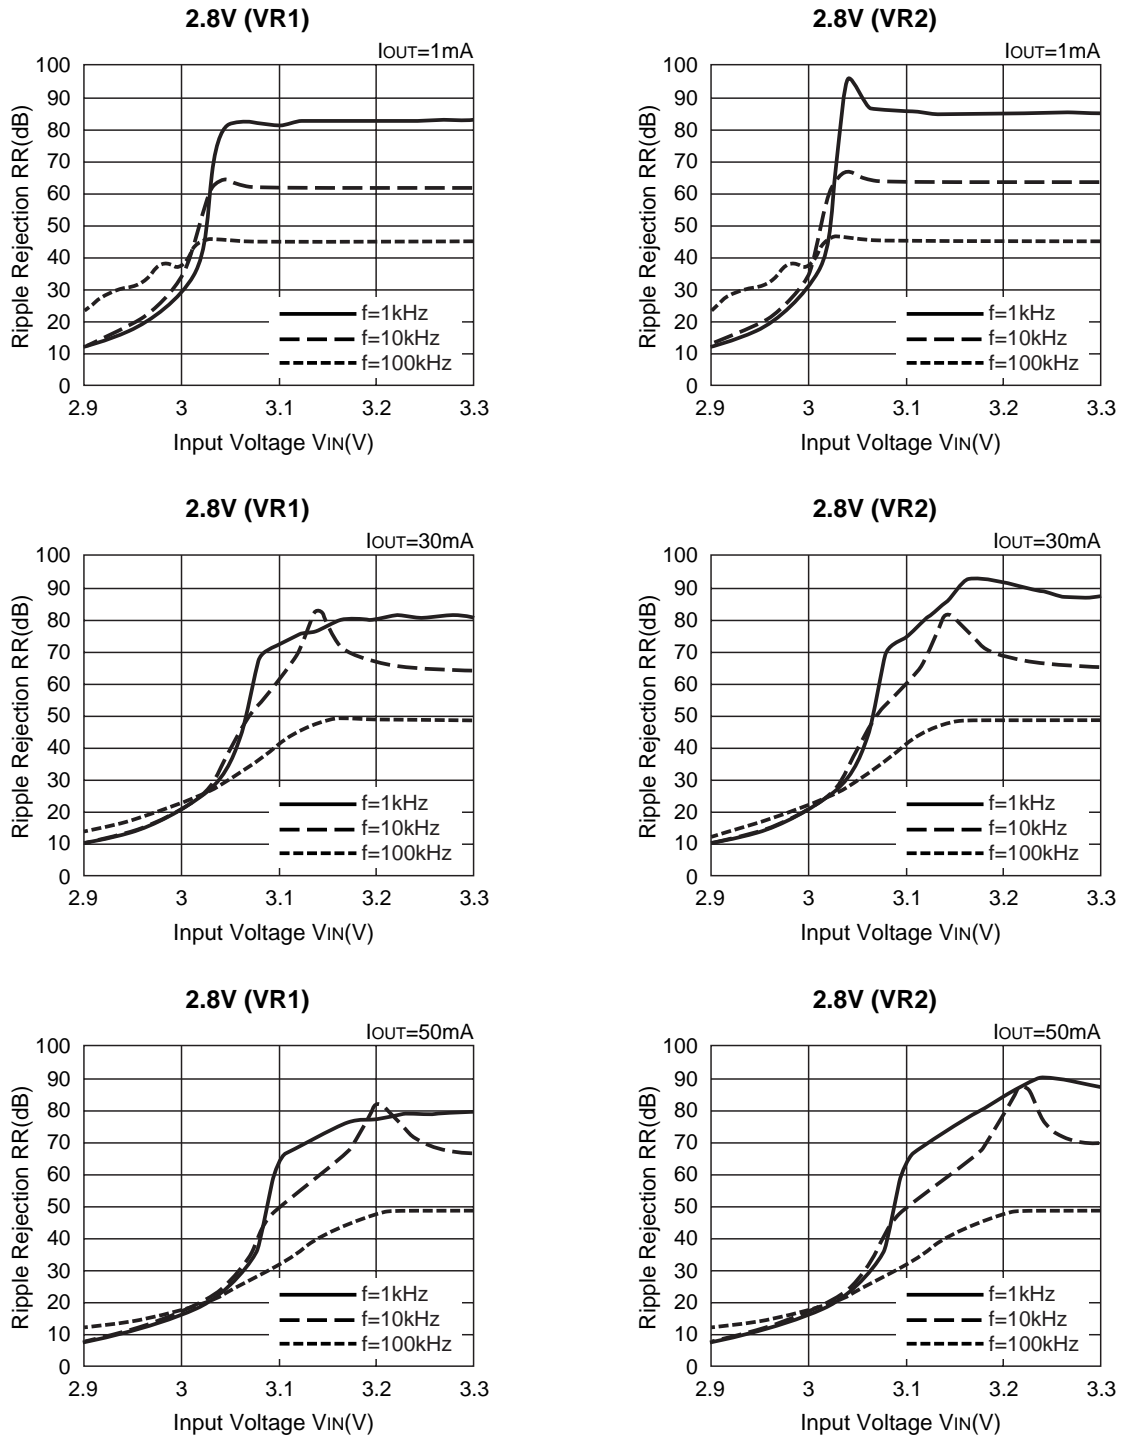 2.8V (VR1)
IOUT=1mA
Ripple Rejection RR(dB)
100
90
80
70
60
50
40
30
20
10
0
f=1kHz
f=10kHz
f=100kHz
2.9 3 3.1 3.2 3.3
Input Voltage VIN(V)
2.8V (VR2)
IOUT=1mA
Ripple Rejection RR(dB)
100
90
80
70
60
50
40
30
20
10
0
f=1kHz
f=10kHz
f=100kHz
2.9 3 3.1 3.2 3.3
Input Voltage VIN(V)
2.8V (VR1)
IOUT=30mA
Ripple Rejection RR(dB)
100
90
80
70
60
50
40
30
20
10
0
f=1kHz
f=10kHz
f=100kHz
2.9 3 3.1 3.2 3.3
Input Voltage VIN(V)
2.8V (VR2)
IOUT=30mA
Ripple Rejection RR(dB)
100
90
80
70
60
50
40
30
20
10
0
f=1kHz
f=10kHz
f=100kHz
2.9 3 3.1 3.2 3.3
Input Voltage VIN(V)
2.8V (VR1)
IOUT=50mA
Ripple Rejection RR(dB)
100
90
80
70
60
50
40
30
20
10
0
f=1kHz
f=10kHz
f=100kHz
2.9 3 3.1 3.2 3.3
Input Voltage VIN(V)
2.8V (VR2)
IOUT=50mA
Ripple Rejection RR(dB)
100
90
80
70
60
50
40
30
20
10
0
f=1kHz
f=10kHz
f=100kHz
2.9 3 3.1 3.2 3.3
Input Voltage VIN(V)